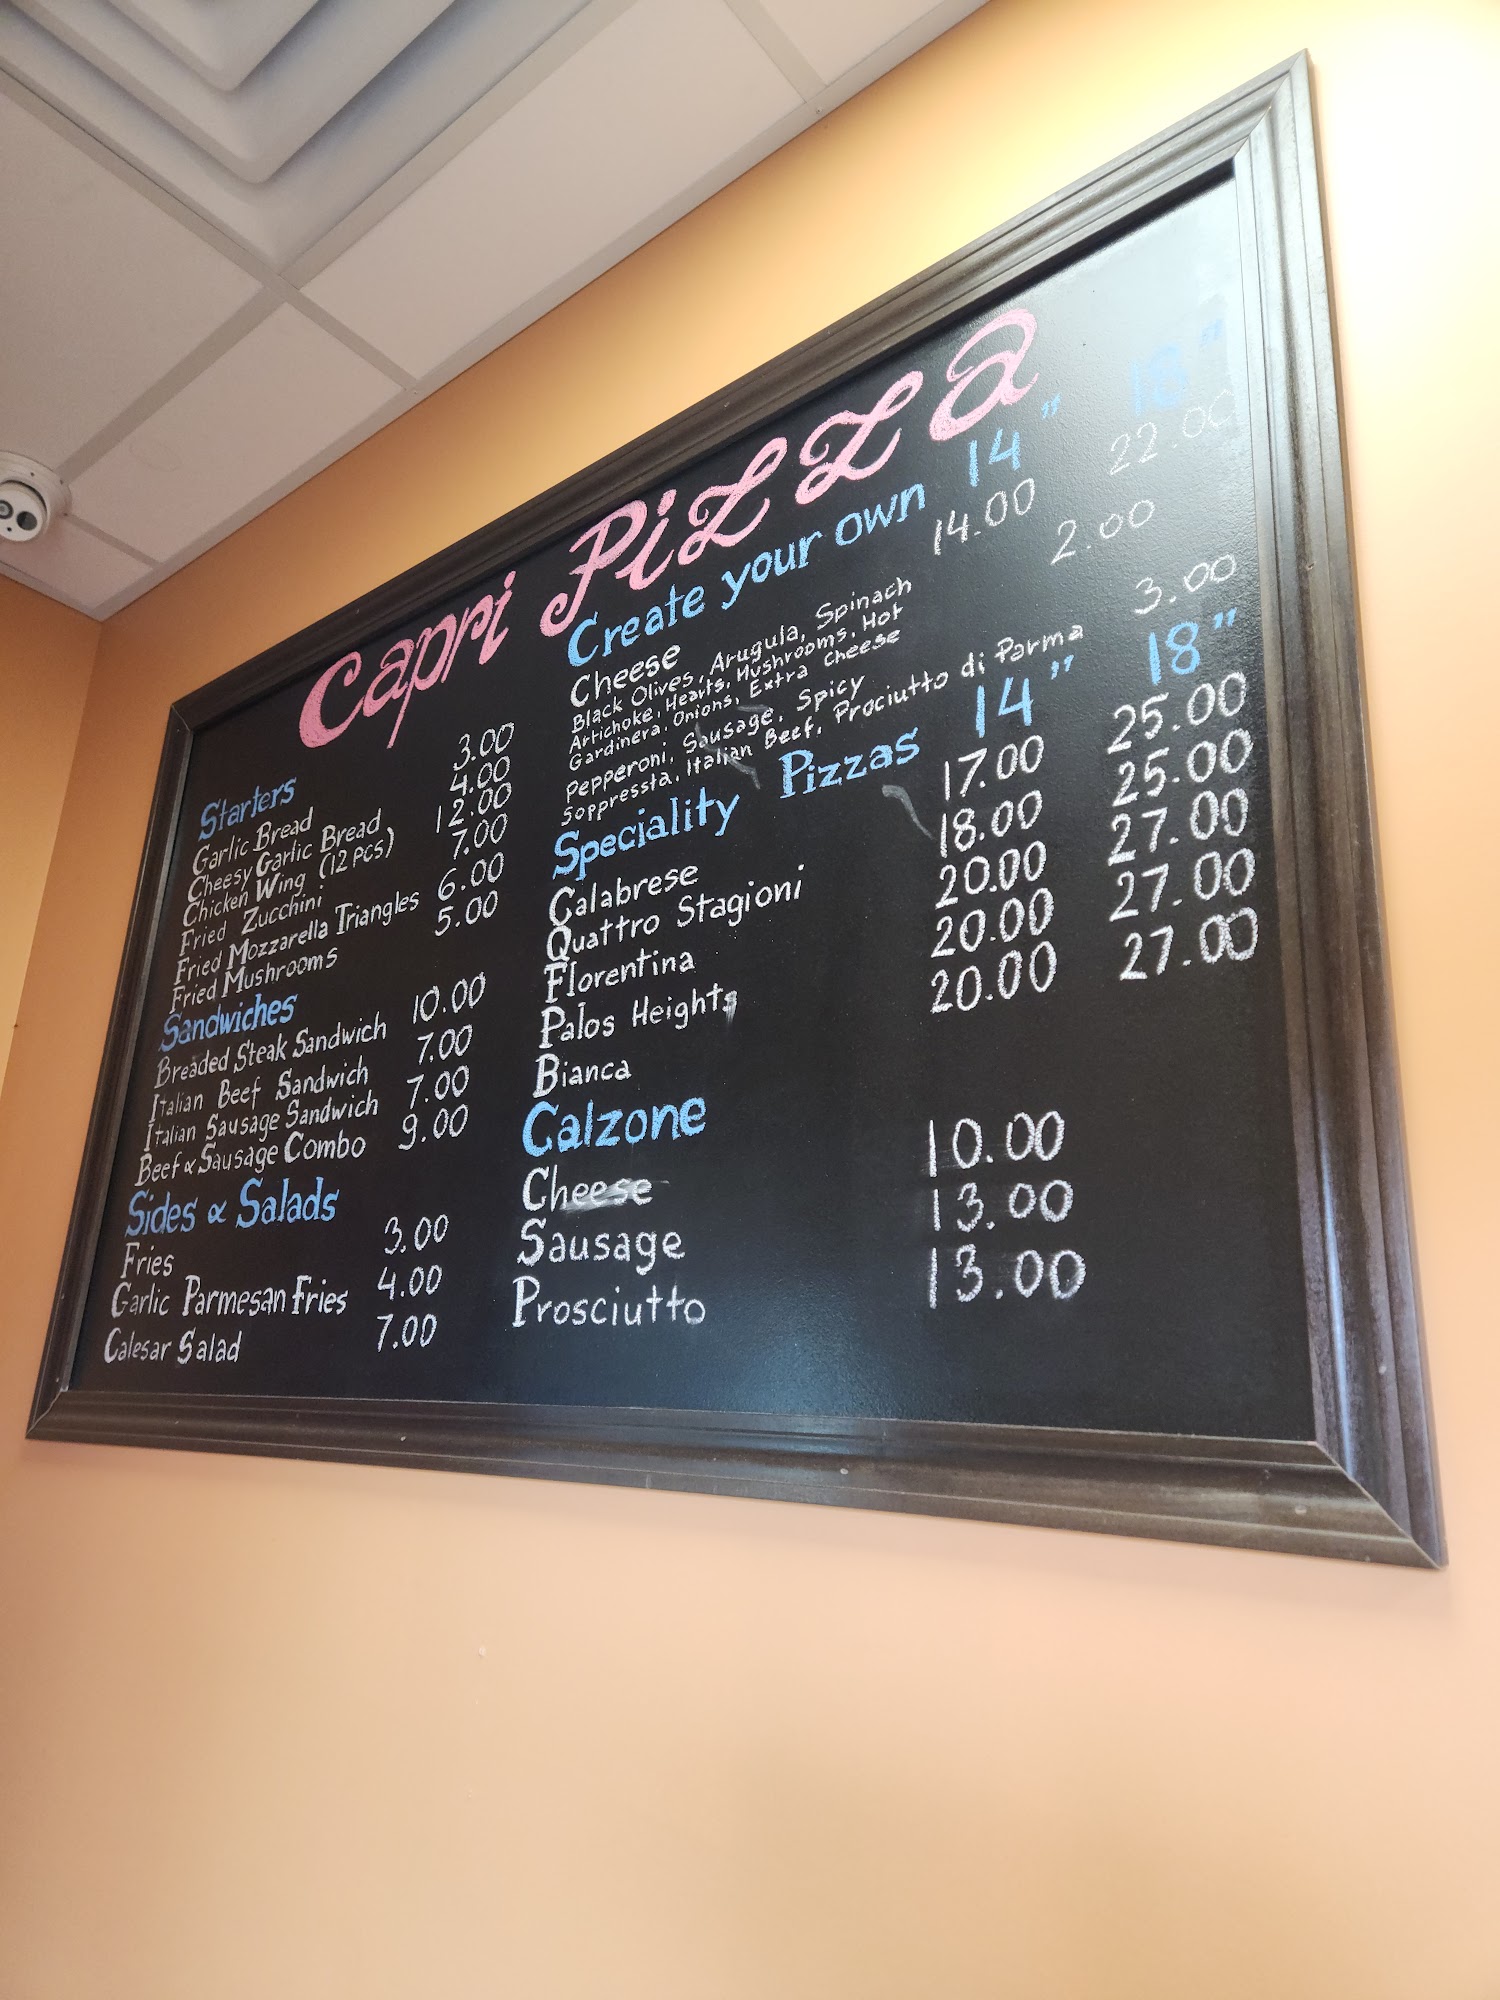 Capri Pizza
Starters
Garlic Bread 3.00
Cheesy Garlic Bread 4.00
Chicken Wing (12 pcs) 12.00
Fried Zucchini 7.00
Fried Mozzarella Triangles 6.00
Fried Mushrooms 5.00
Sandwiches
Breaded Steak Sandwich 10.00
Italian Beef Sandwich 7.00
Italian Sausage Sandwich 7.00
Beef & Sausage Combo 9.00
Sides & Salads
Fries 3.00
Garlic Parmesan Fries 4.00
Calesar Salad 7.00
Create your own 14" 18"
Cheese 14.00 22.00
Black Olives, Arugula, Spinach 2.00
Artichoke, Hearts, Mushrooms, Hot
Gardinera, Onions, Extra Cheese
Pepperoni, Sausage, Spicy 3.00
Soppressta, Italian Beef, Prociutto di Parma
Speciality Pizzas 14" 18"
Calabrese 17.00 25.00
Quattro Stagioni 18.00 25.00
Florentina 20.00 27.00
Palos Heights 20.00 27.00
Bianca 20.00 27.00
Calzone
Cheese 10.00
Sausage 13.00
Prosciutto 13.00